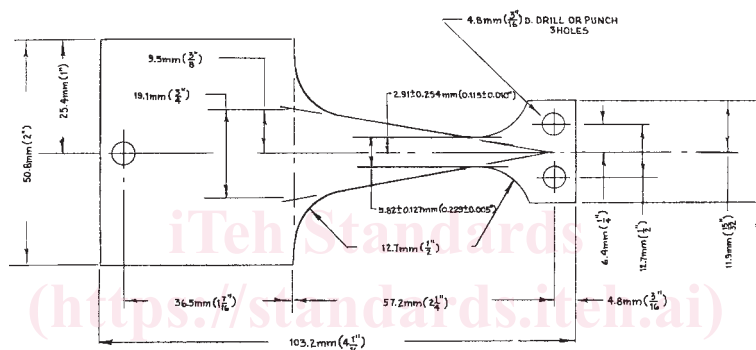 4.8mm(3/16") D. DRILL OR PUNCH
3HOLES
9.5mm(3/8")
19.1mm(3/4")
2.91±0.254mm(0.115±0.010")
25.4mm(1")
50.8mm(2")
5.82±0.127mm(0.229±0.005")
12.7mm(1/2")
6.4mm(1/4")
12.7mm(1/2")
11.9mm(15/32")
iTeh Standards
36.5mm(1 7/16")
57.2mm(2 1/4")
4.8mm(3/16")
(https://standards.iteh.ai)
103.2mm